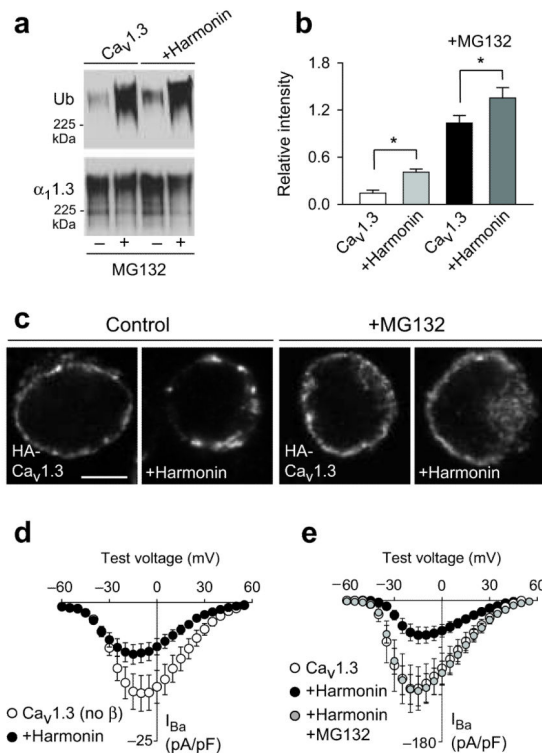 a
Cav1.3
+Harmonin
Ub
225
kDa
α11.3
225
kDa
– + – +
MG132
b
+MG132
*
*
Relative intensity
1.8
1.2
0.6
0.0
Cav1.3
+Harmonin
Cav1.3
+Harmonin
c
Control
+MG132
HA-
Cav1.3
+Harmonin
HA-
Cav1.3
+Harmonin
d
Test voltage (mV)
−60 −30 0 30 60
Cav1.3 (no β)
+Harmonin
IBa
−25 (pA/pF)
e
Test voltage (mV)
−60 −30 0 30 60
Cav1.3
+Harmonin
+Harmonin
+MG132
IBa
−180 (pA/pF)